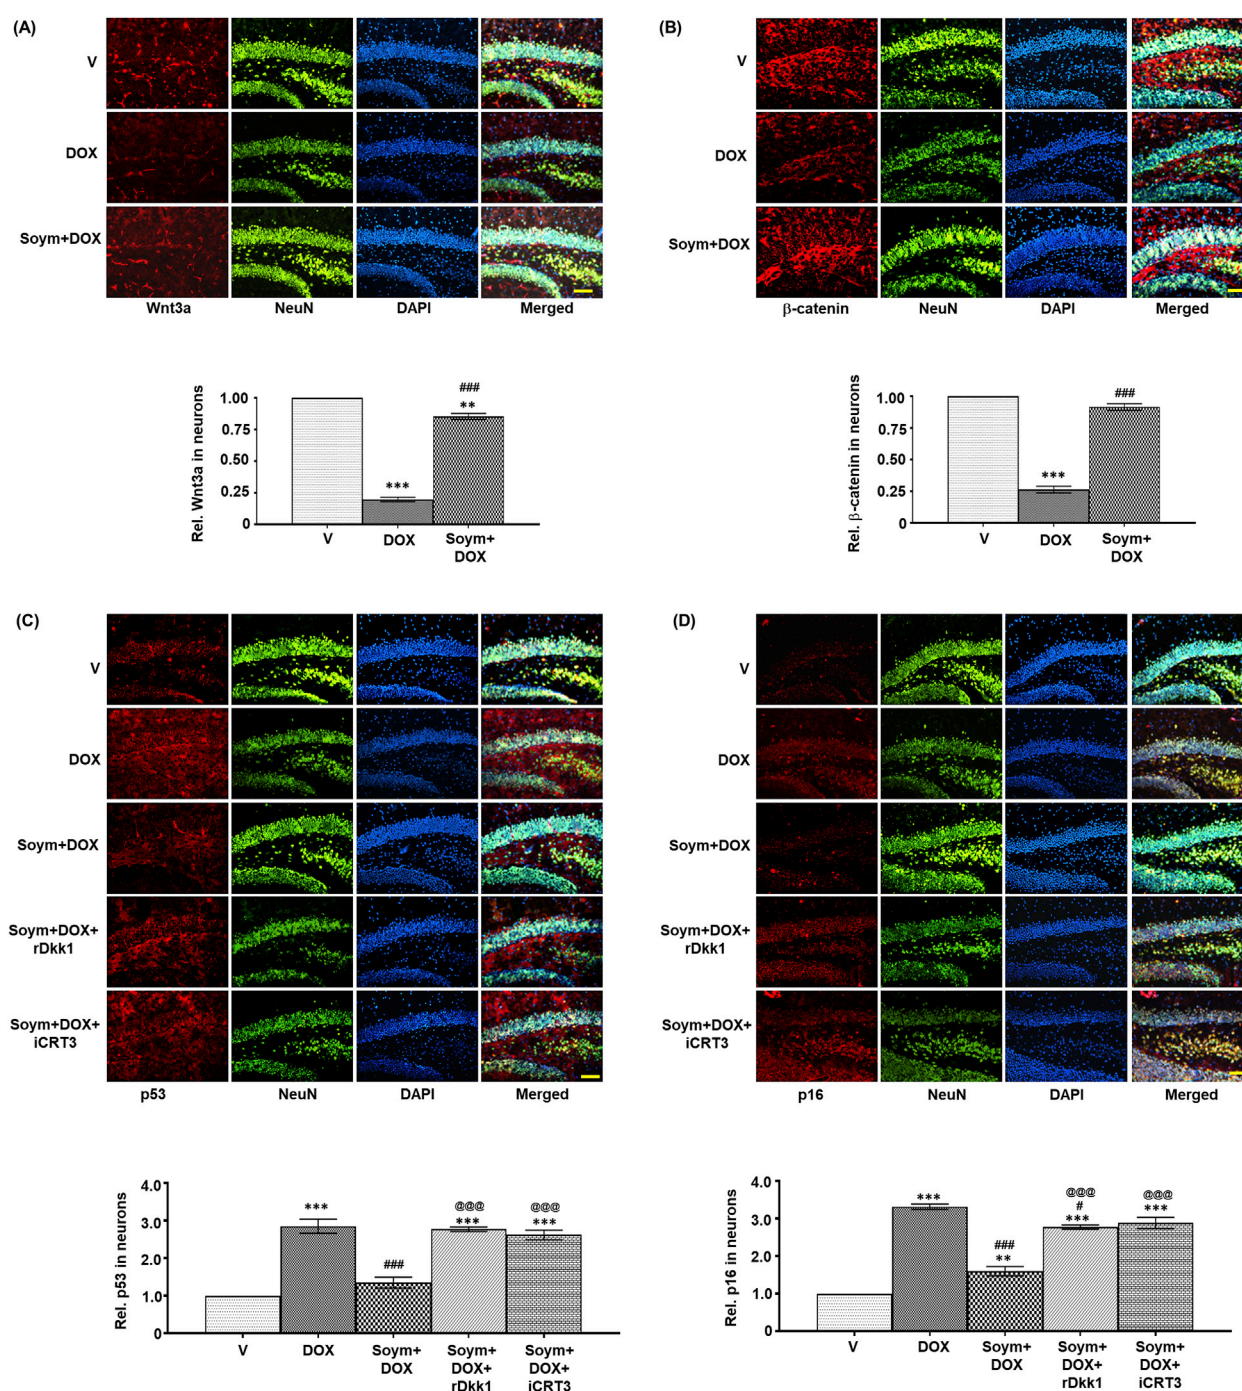 (A)
V
DOX
Soym+DOX
Wnt3a NeuN DAPI Merged
Rel. Wnt3a in neurons
1.00
0.75
0.50
0.25
0
***
###
**
V DOX Soym+
DOX
(B)
V
DOX
Soym+DOX
β-catenin NeuN DAPI Merged
Rel. β-catenin in neurons
1.00
0.75
0.50
0.25
0
***
###
V DOX Soym+
DOX
(C)
V
DOX
Soym+DOX
Soym+DOX+
rDkk1
Soym+DOX+
iCRT3
p53 NeuN DAPI Merged
Rel. p53 in neurons
4.0
3.0
2.0
1.0
0
***
###
@@@
***
@@@
***
V DOX Soym+ Soym+ Soym+
DOX DOX+ DOX+
rDkk1 iCRT3
(D)
V
DOX
Soym+DOX
Soym+DOX+
rDkk1
Soym+DOX+
iCRT3
p16 NeuN DAPI Merged
Rel. p16 in neurons
4.0
3.0
2.0
1.0
0
***
###
**
@@@
#
***
@@@
***
V DOX Soym+ Soym+ Soym+
DOX DOX+ DOX+
rDkk1 iCRT3